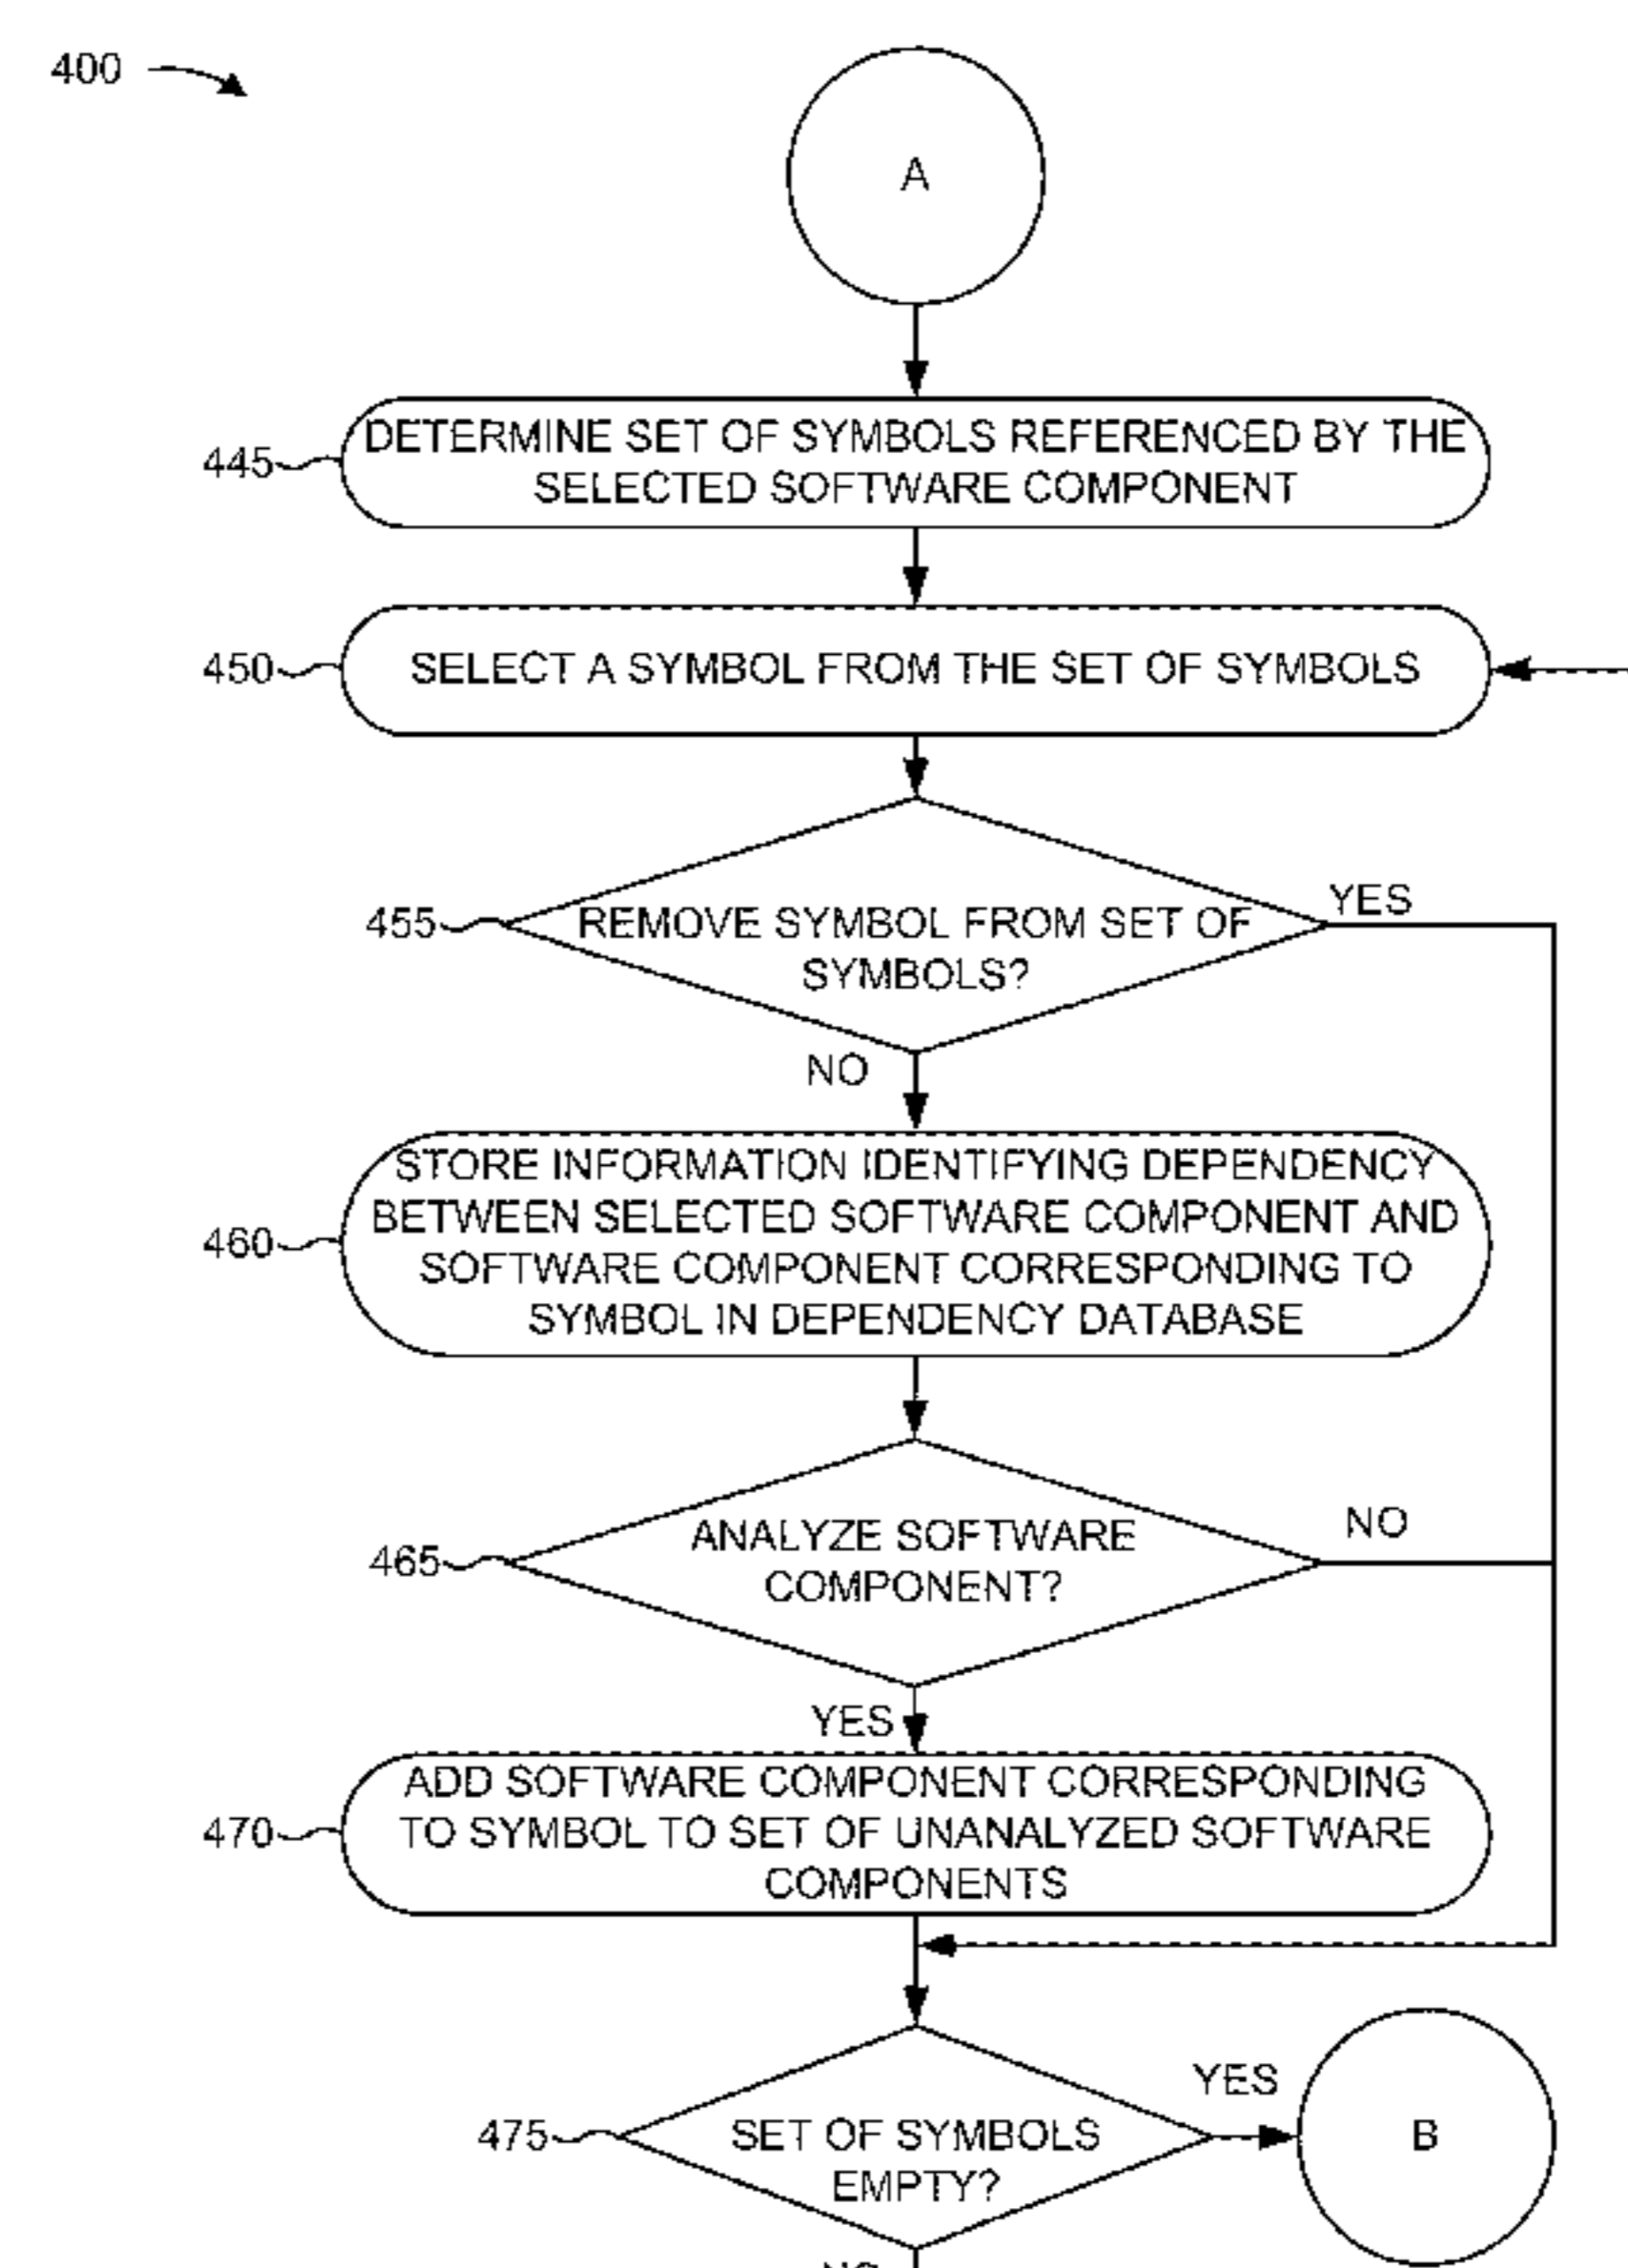 400
A
445
DETERMINE SET OF SYMBOLS REFERENCED BY THE
SELECTED SOFTWARE COMPONENT
450
SELECT A SYMBOL FROM THE SET OF SYMBOLS
YES
455
REMOVE SYMBOL FROM SET OF
SYMBOLS?
NO
460
STORE INFORMATION IDENTIFYING DEPENDENCY
BETWEEN SELECTED SOFTWARE COMPONENT AND
SOFTWARE COMPONENT CORRESPONDING TO
SYMBOL IN DEPENDENCY DATABASE
NO
465
ANALYZE SOFTWARE
COMPONENT?
YES
470
ADD SOFTWARE COMPONENT CORRESPONDING
TO SYMBOL TO SET OF UNANALYZED SOFTWARE
COMPONENTS
YES
475
SET OF SYMBOLS
EMPTY?
B
NO